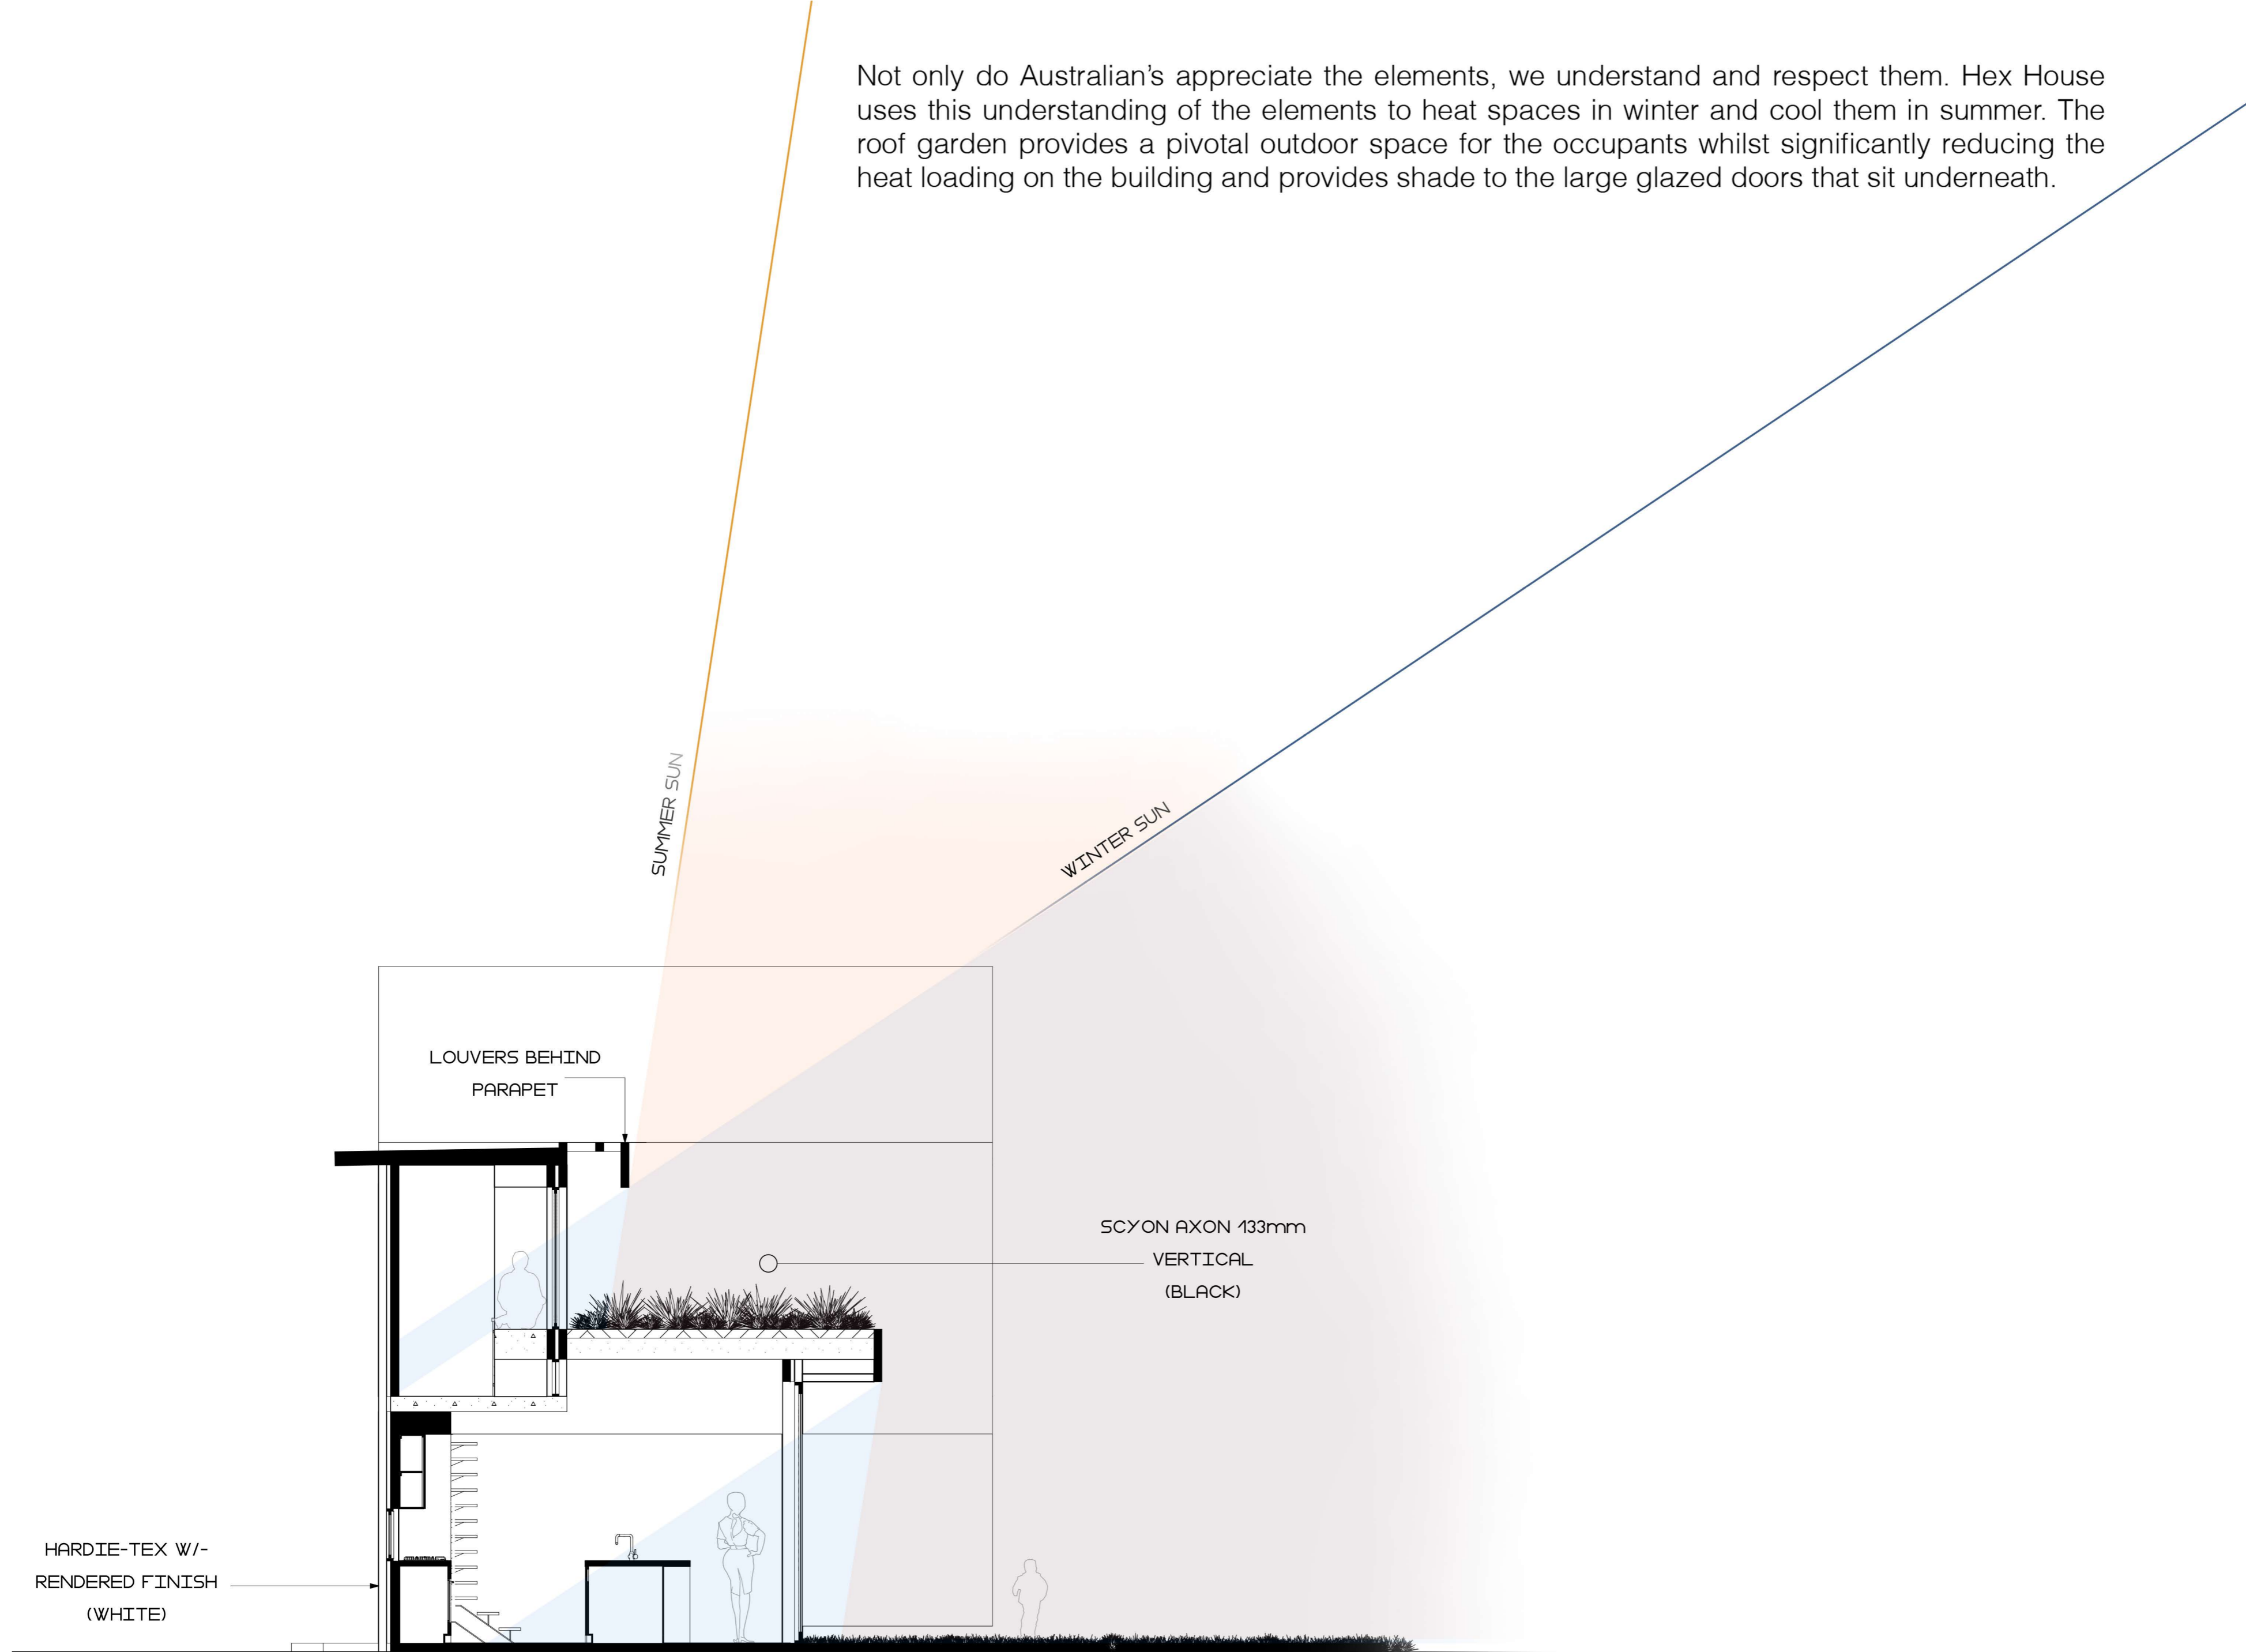 Not only do Australian's appreciate the elements, we understand and respect them. Hex House
uses this understanding of the elements to heat spaces in winter and cool them in summer. The
roof garden provides a pivotal outdoor space for the occupants whilst significantly reducing the
heat loading on the building and provides shade to the large glazed doors that sit underneath.
SUMMER SUN
WINTER SUN
LOUVERS BEHIND
PARAPET
SCYON AXON 133mm
VERTICAL
(BLACK)
HARDIE-TEX W/-
RENDERED FINISH
(WHITE)